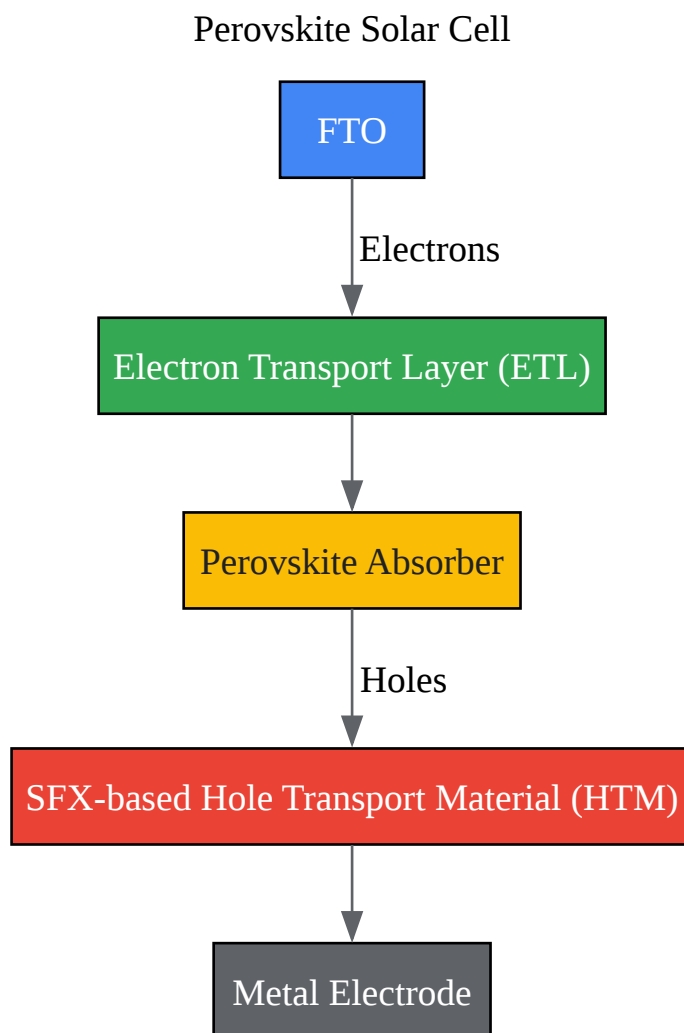 Perovskite Solar Cell
FTO
Electrons
Electron Transport Layer (ETL)
Perovskite Absorber
Holes
SFX-based Hole Transport Material (HTM)
Metal Electrode